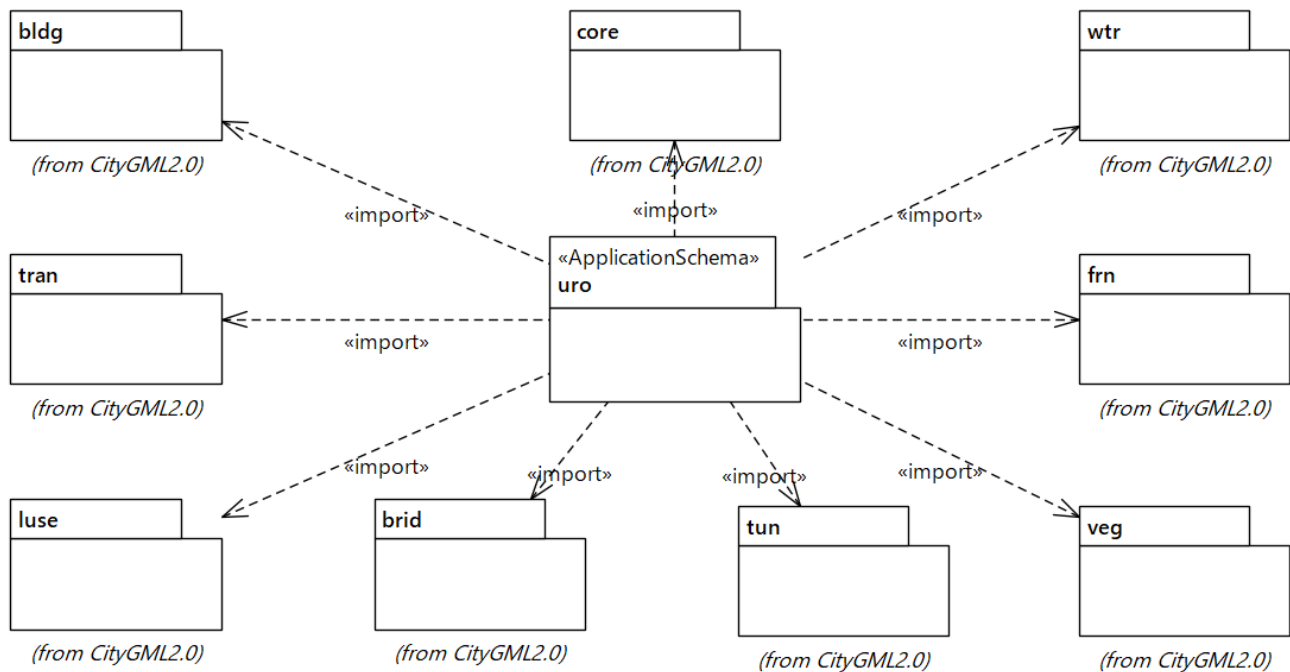 bldg
core
wtr
(from CityGML2.0)
(from CityGML2.0)
(from CityGML2.0)
«import»
«import»
«import»
«ApplicationSchema»
uro
tran
frn
«import»
«import»
(from CityGML2.0)
(from CityGML2.0)
«import»
«import»
«import»
«import»
luse
brid
tun
veg
(from CityGML2.0)
(from CityGML2.0)
(from CityGML2.0)
(from CityGML2.0)